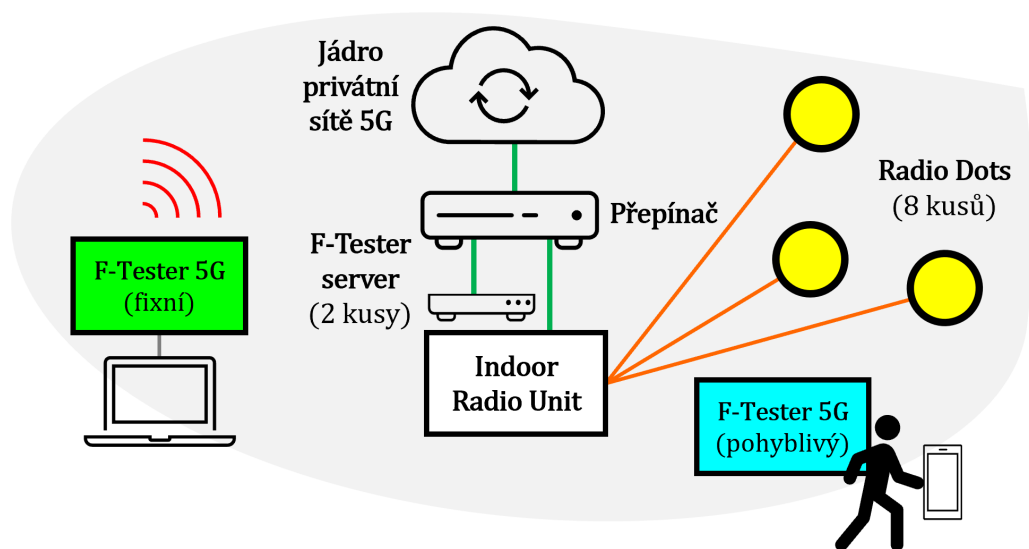 Jádro
privátní
sítě 5G
Radio Dots
(8 kusů)
Přepínač
F-Tester
server
(2 kusy)
F-Tester 5G
(fixní)
Indoor
Radio Unit
F-Tester 5G
(pohyblivý)